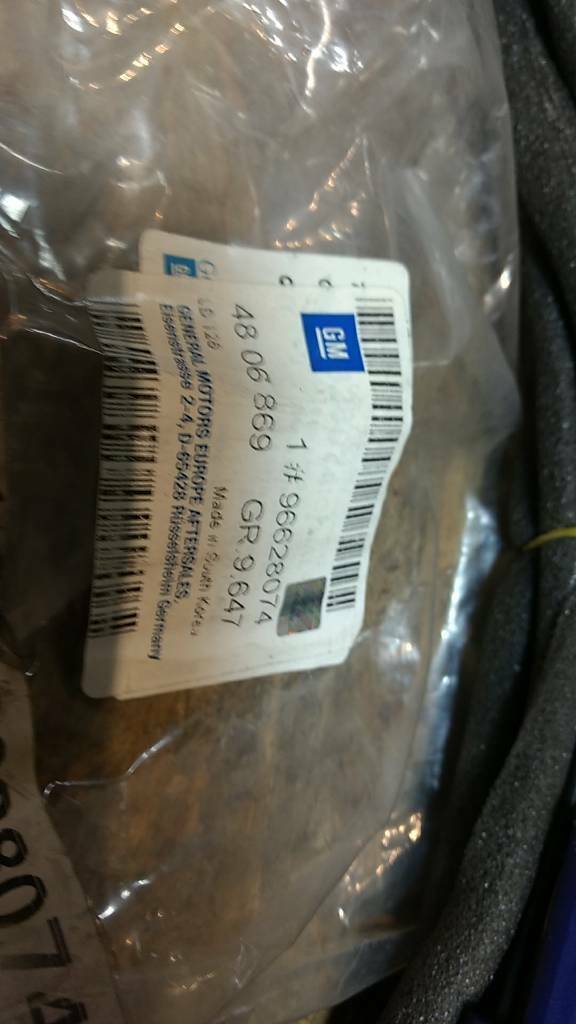 GM
1 # 96628074
48 06 869 GR.9.647
Made in South Korea
GENERAL MOTORS EUROPE AFTERSALES,
Eisenstrasse 2-4, D-65428 Rüsselsheim Germany